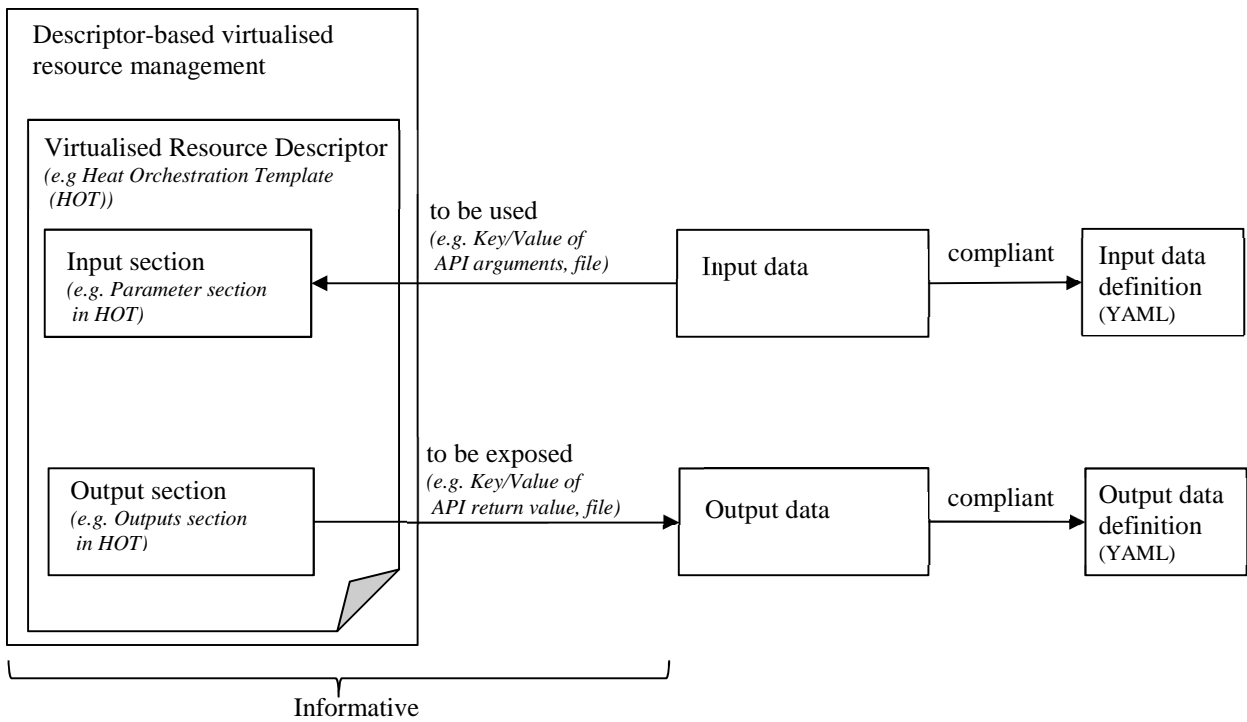 Descriptor-based virtualised
resource management
Virtualised Resource Descriptor
(e.g Heat Orchestration Template
(HOT))
to be used
(e.g. Key/Value of
API arguments, file)
Input section
(e.g. Parameter section
in HOT)
Input data
compliant
Input data
definition
(YAML)
to be exposed
(e.g. Key/Value of
API return value, file)
Output section
(e.g. Outputs section
in HOT)
Output data
compliant
Output data
definition
(YAML)
Informative